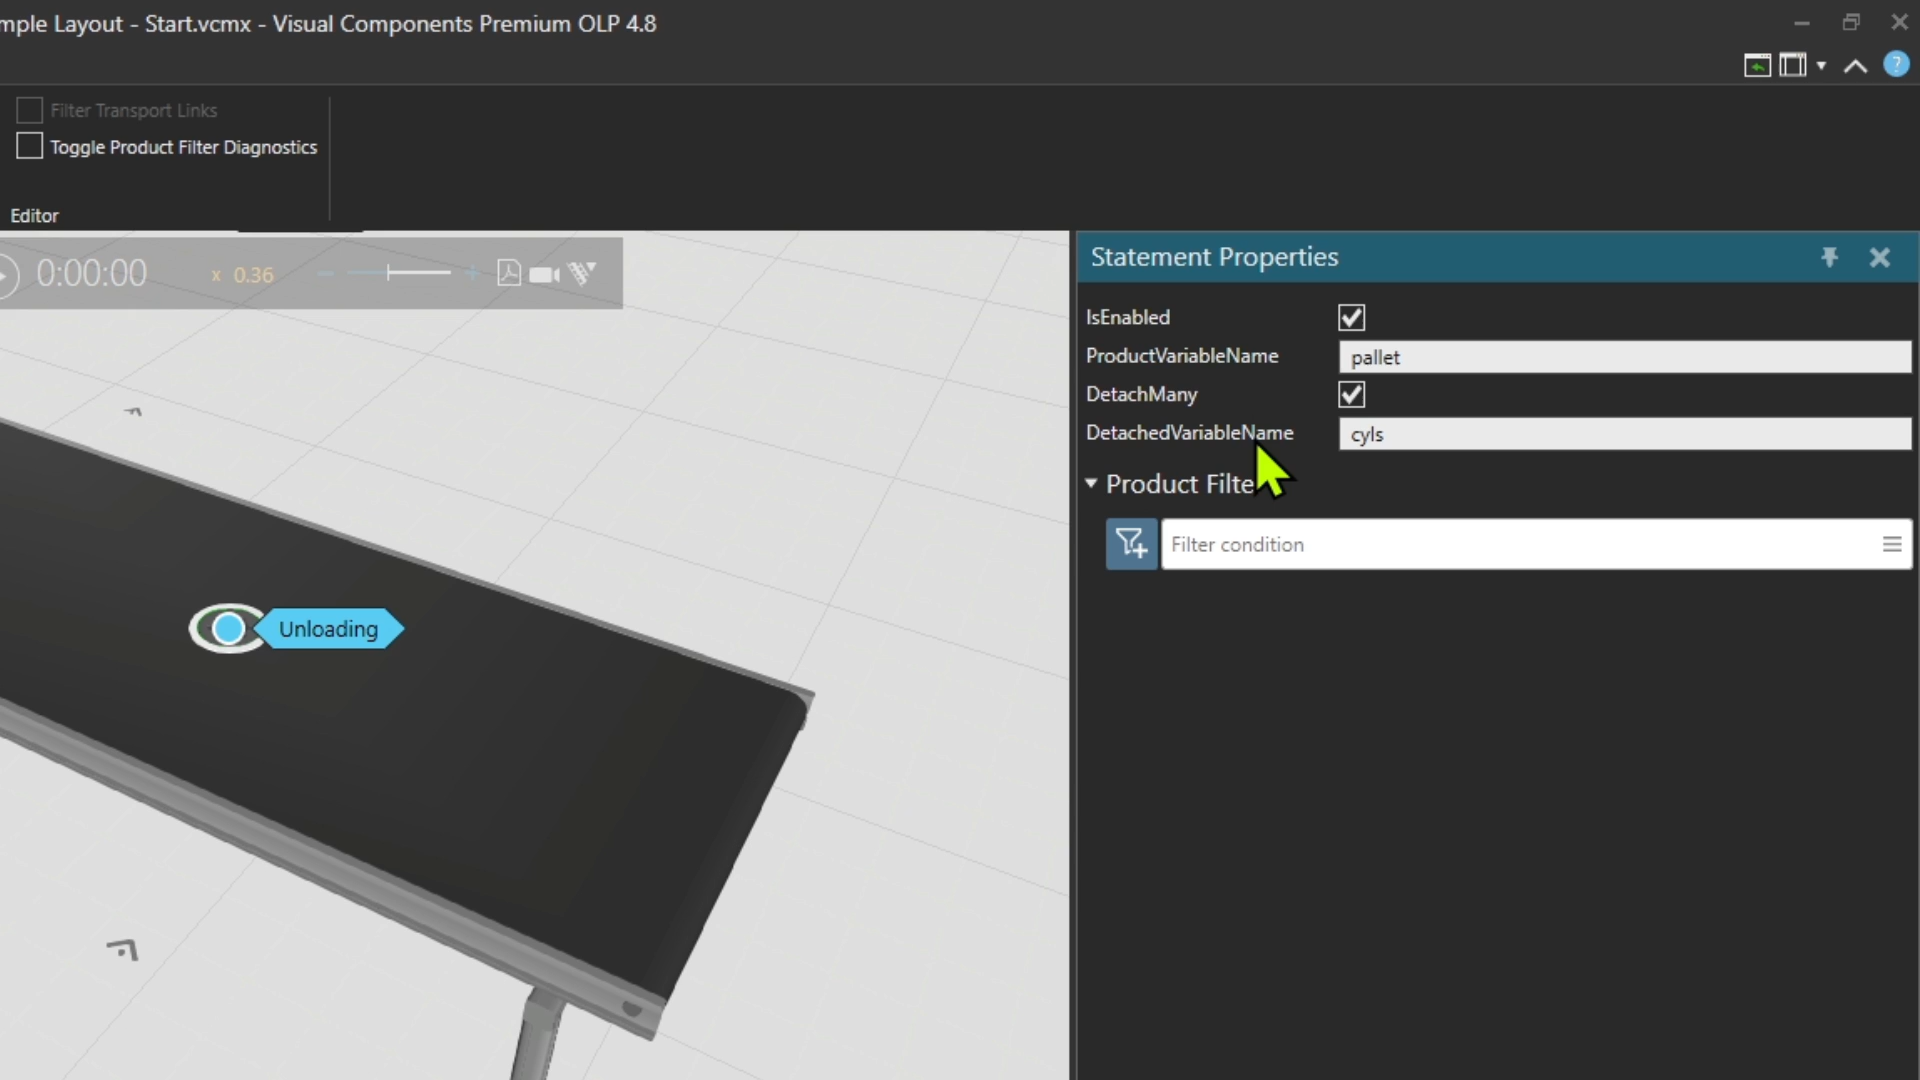 mple Layout - Start.vcmx - Visual Components Premium OLP 4.8
Filter Transport Links
Toggle Product Filter Diagnostics
Editor
0:00:00 x 0.36
Statement Properties
IsEnabled
ProductVariableName pallet
DetachMany
DetachedVariableName cyls
Product Filte
Filter condition
Unloading